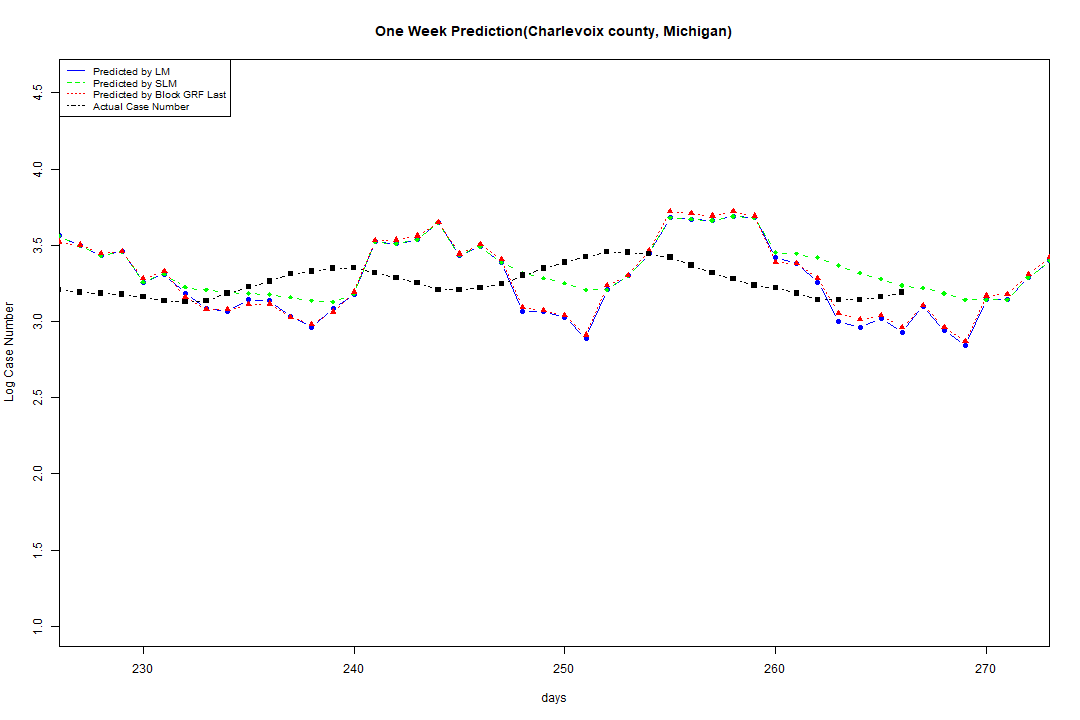 One Week Prediction(Charlevoix county, Michigan)
Predicted by LM
Predicted by SLM
Predicted by Block GRF Last
Actual Case Number
4.5
4.0
3.5
3.0
2.5
2.0
1.5
1.0
Log Case Number
230 240 250 260 270
days